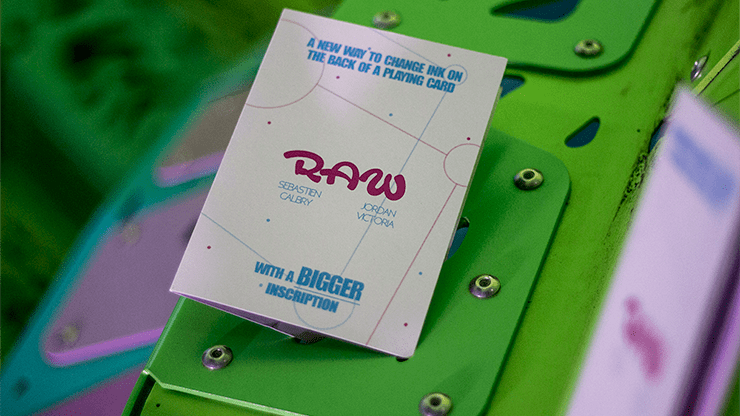 A NEW WAY TO CHANGE INK ON
THE BACK OF A PLAYING CARD
RAW
SEBASTIEN
CALBRY
JORDAN
VICTORIA
WITH A BIGGER
INSCRIPTION